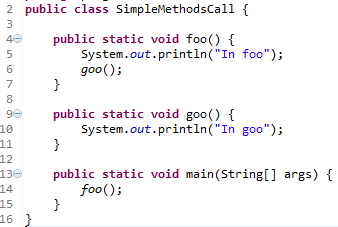 2 public class SimpleMethodsCall {
3
4 public static void foo() {
5 System.out.println("In foo");
6 goo();
7 }
8
9 public static void goo() {
10 System.out.println("In goo");
11 }
12
13 public static void main(String[] args) {
14 foo();
15 }
16 }